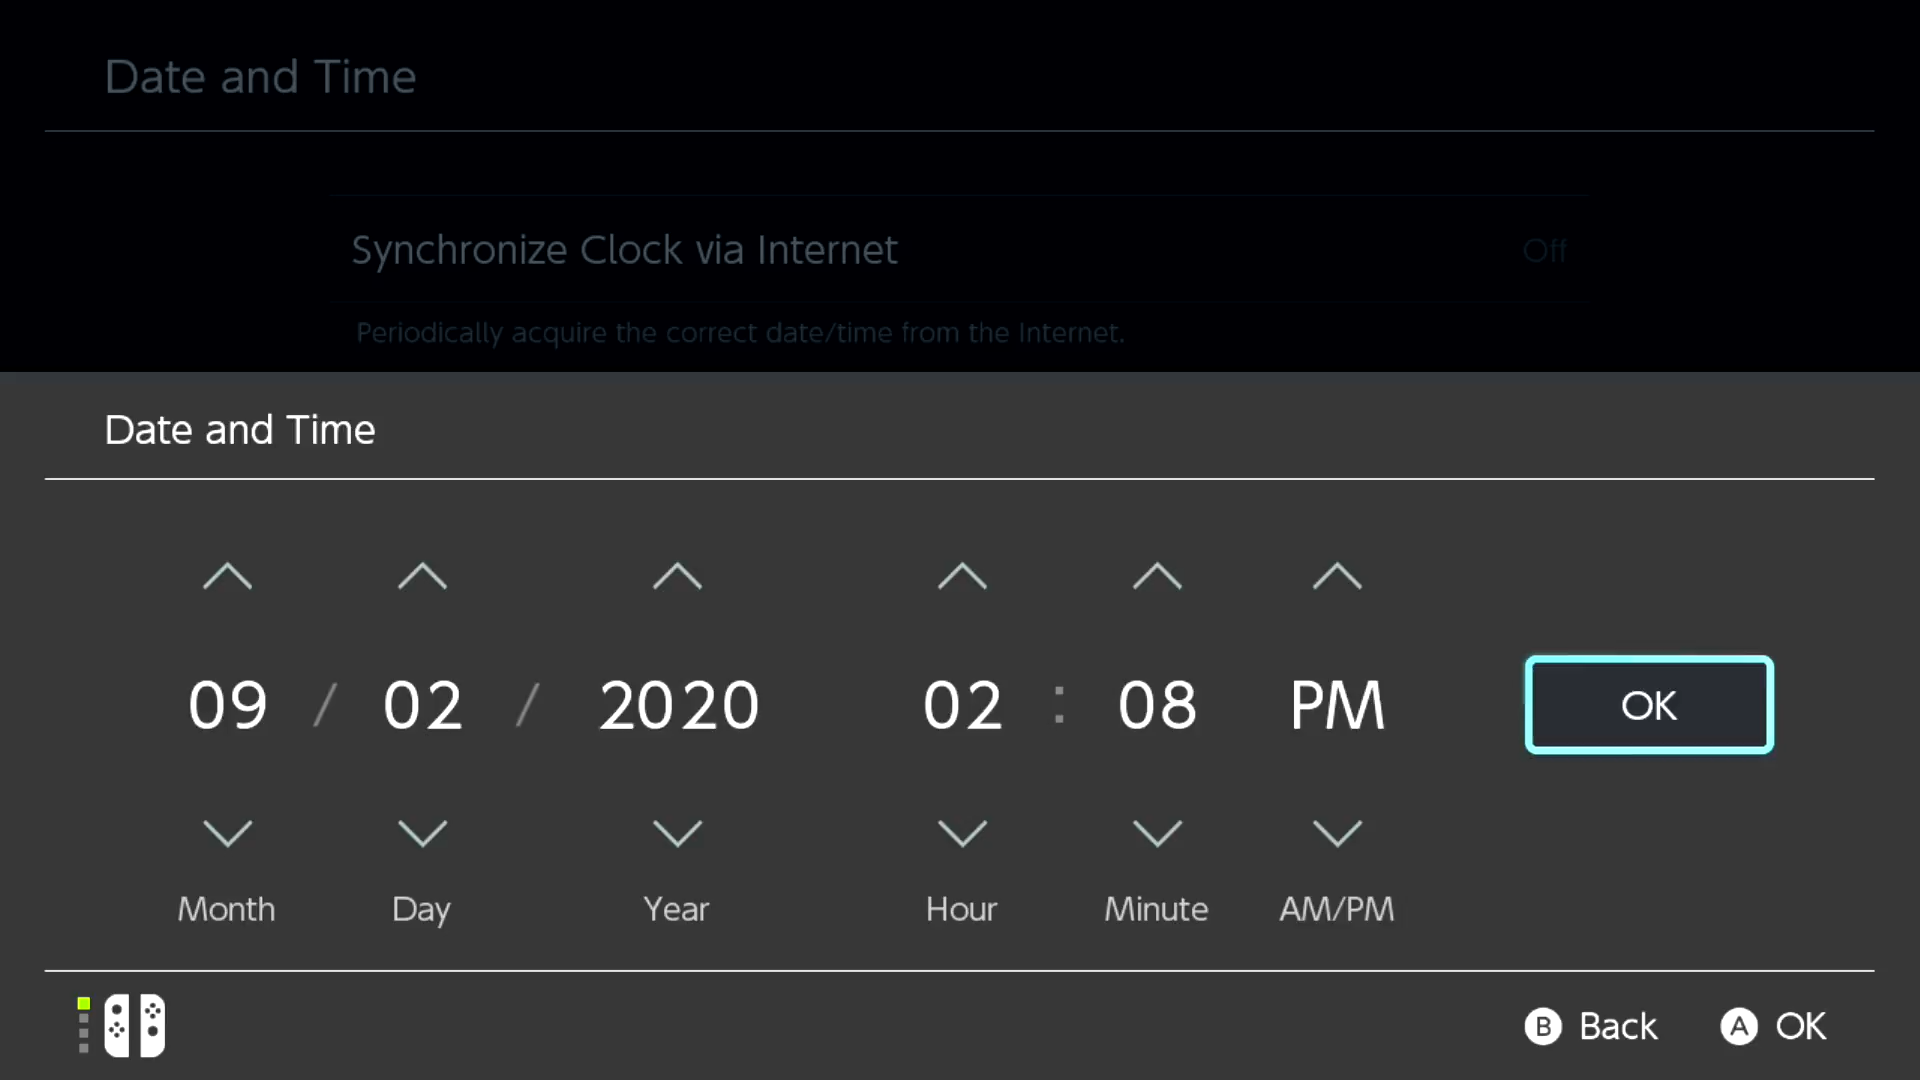 Date and Time
Synchronize Clock via Internet Off
Periodically acquire the correct date/time from the Internet.
Date and Time
09 / 02 / 2020 02 : 08 PM OK
Month Day Year Hour Minute AM/PM
B Back A OK